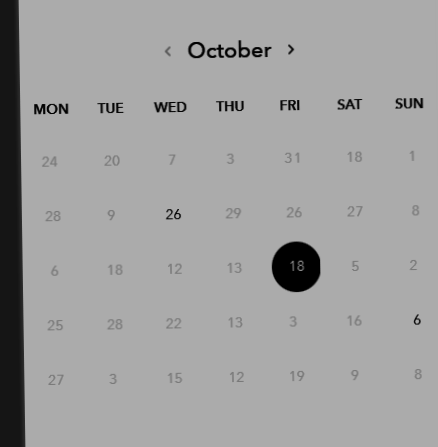 ‹ October ›
MON TUE WED THU FRI SAT SUN
24 20 7 3 31 18 1
28 9 26 29 26 27 8
6 18 12 13 18 5 2
25 28 22 13 3 16 6
27 3 15 12 19 9 8